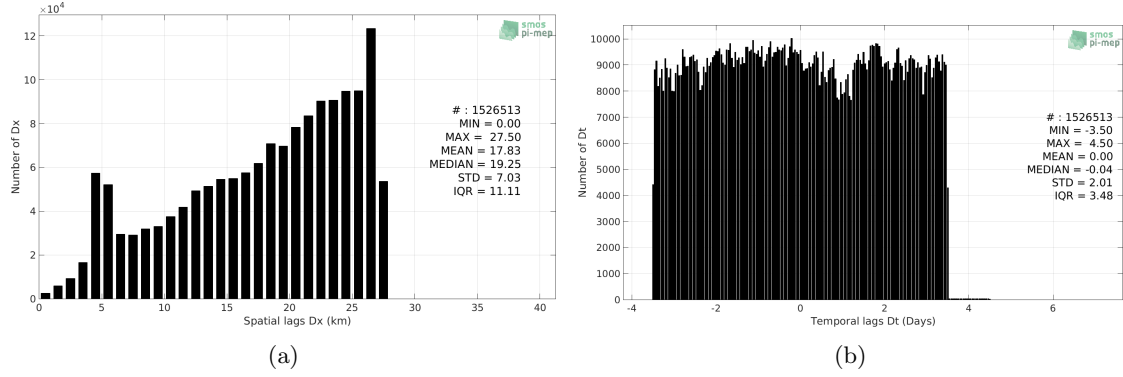 ×10⁴
12
10
8
6
4
2
0
0 5 10 15 20 25 30 35 40
Number of Dx
Spatial lags Dx (km)
smos
pi-mep
# : 1526513
MIN = 0.00
MAX = 27.50
MEAN = 17.83
MEDIAN = 19.25
STD = 7.03
IQR = 11.11
(a)
10000
9000
8000
7000
6000
5000
4000
3000
2000
1000
0
-4 -2 0 2 4 6
Number of Dt
Temporal lags Dt (Days)
smos
pi-mep
# : 1526513
MIN = -3.50
MAX = 4.50
MEAN = 0.00
MEDIAN = -0.04
STD = 2.01
IQR = 3.48
(b)